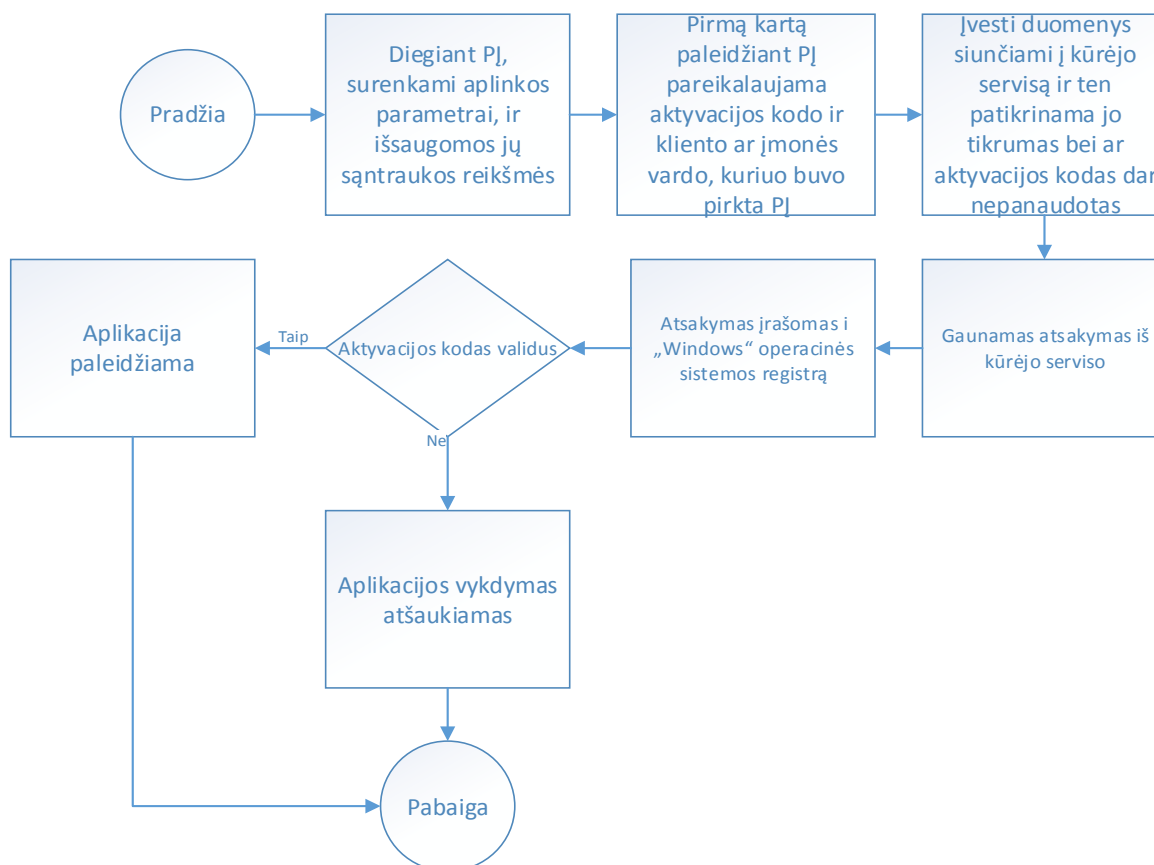 Pradžia
Diegiant PĮ,
surenkami aplinkos
parametrai, ir
išsaugomos jų
sąntraukos reikšmės
Pirmą kartą
paleidžiant PĮ
pareikalaujama
aktyvacijos kodo ir
kliento ar įmonės
vardo, kuriuo buvo
pirkta PĮ
Įvesti duomenys
siunčiami į kūrėjo
servisą ir ten
patikrinama jo
tikrumas bei ar
aktyvacijos kodas dar
nepanaudotas
Gaunamas atsakymas iš
kūrėjo serviso
Atsakymas įrašomas i
„Windows“ operacinės
sistemos registrą
Aktyvacijos kodas validus
Taip
Aplikacija
paleidžiama
Ne
Aplikacijos vykdymas
atšaukiamas
Pabaiga